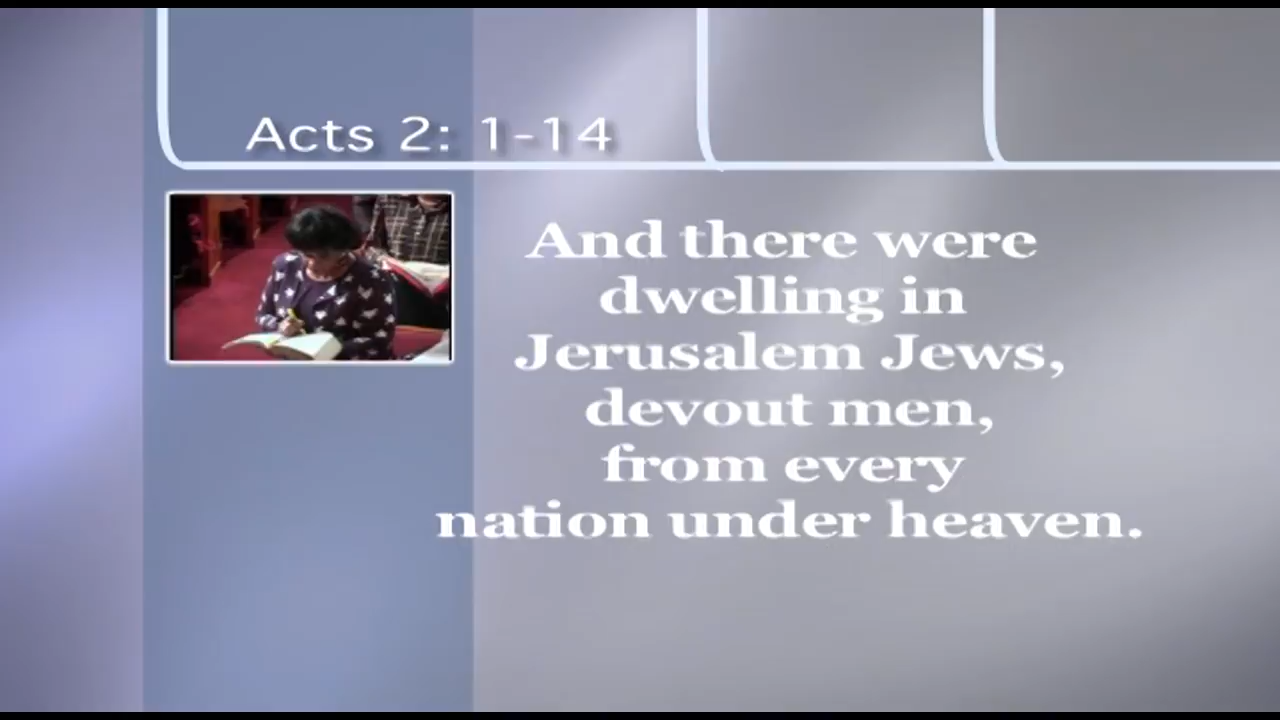 Acts 2: 1-14
And there were
dwelling in
Jerusalem Jews,
devout men,
from every
nation under heaven.